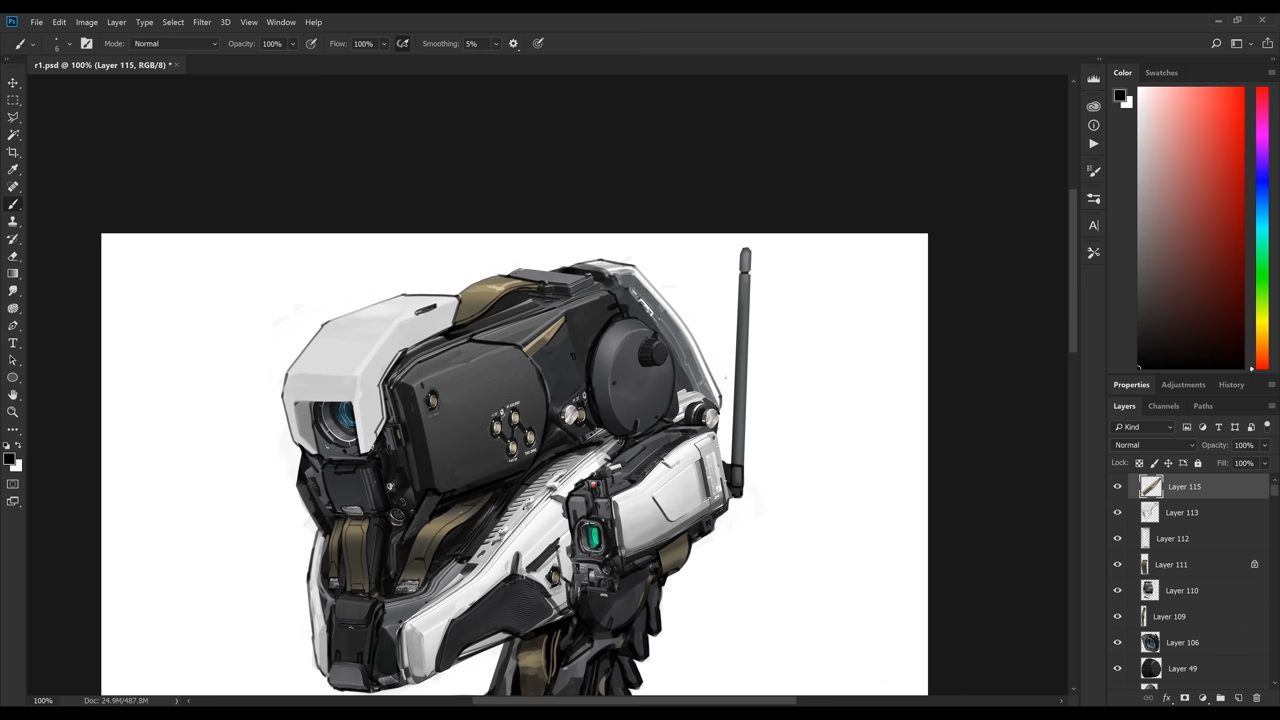 Ps File Edit Image Layer Type Select Filter 3D View Window Help
6 Mode: Normal Opacity: 100% Flow: 100% Smoothing: 5%
r1.psd @ 100% (Layer 115, RGB/8) * ×
Color Swatches
Properties Adjustments History
Layers Channels Paths
Kind
Normal Opacity: 100%
Lock: Fill: 100%
Layer 115
Layer 113
Layer 112
Layer 111
Layer 110
Layer 109
Layer 106
Layer 49
100% Doc: 24.9M/487.8M